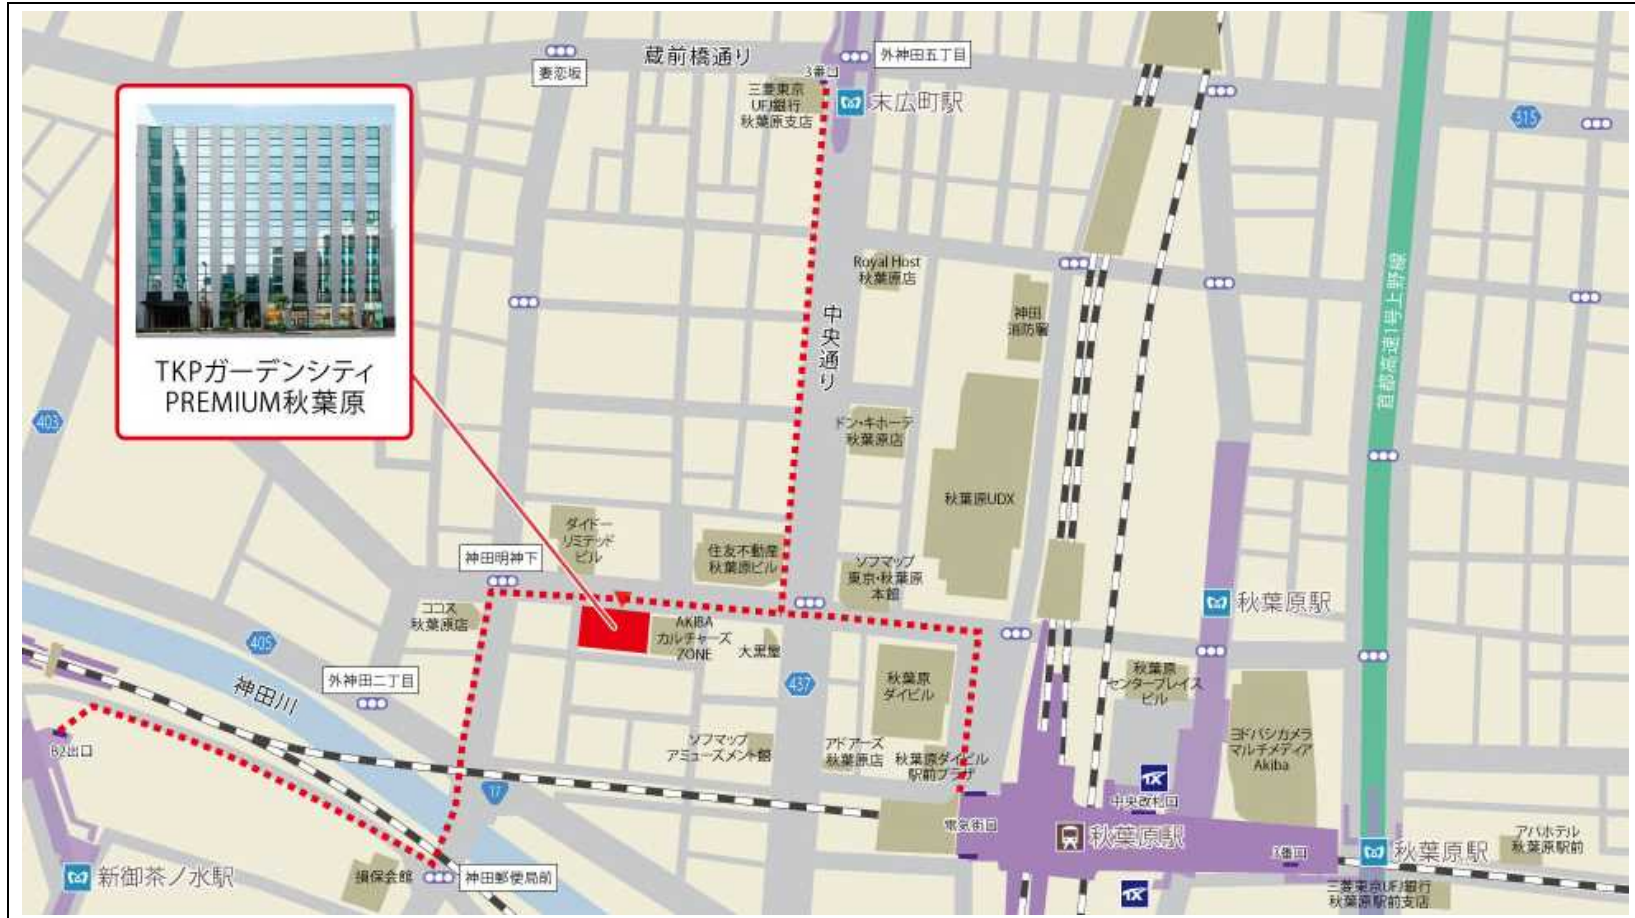 蔵前橋通り
外神田五丁目
妻恋坂
3番口
三菱東京
UFJ銀行
秋葉原支店
末広町駅
315
TKPガーデンシティ
PREMIUM秋葉原
Royal Host
秋葉原店
中央通り
神田
消防署
首都高速1号上野線
403
ドン・キホーテ
秋葉原店
秋葉原UDX
ダイドー
リミテッド
ビル
神田明神下
住友不動産
秋葉原ビル
ソフマップ
東京・秋葉原
本館
秋葉原駅
ココス
秋葉原店
AKIBA
カルチャーズ
ZONE
大黒屋
405
外神田二丁目
神田川
437
秋葉原
ダイビル
秋葉原
センタープレイス
ビル
B2出口
ソフマップ
アミューズメント館
アドアーズ
秋葉原店
秋葉原ダイビル
駅前プラザ
ヨドバシカメラ
マルチメディア
Akiba
17
TX
中央改札口
電気街口
秋葉原駅
3番口
秋葉原駅
アパホテル
秋葉原駅前
新御茶ノ水駅
損保会館
神田郵便局前
TX
三菱東京UFJ銀行
秋葉原駅前支店